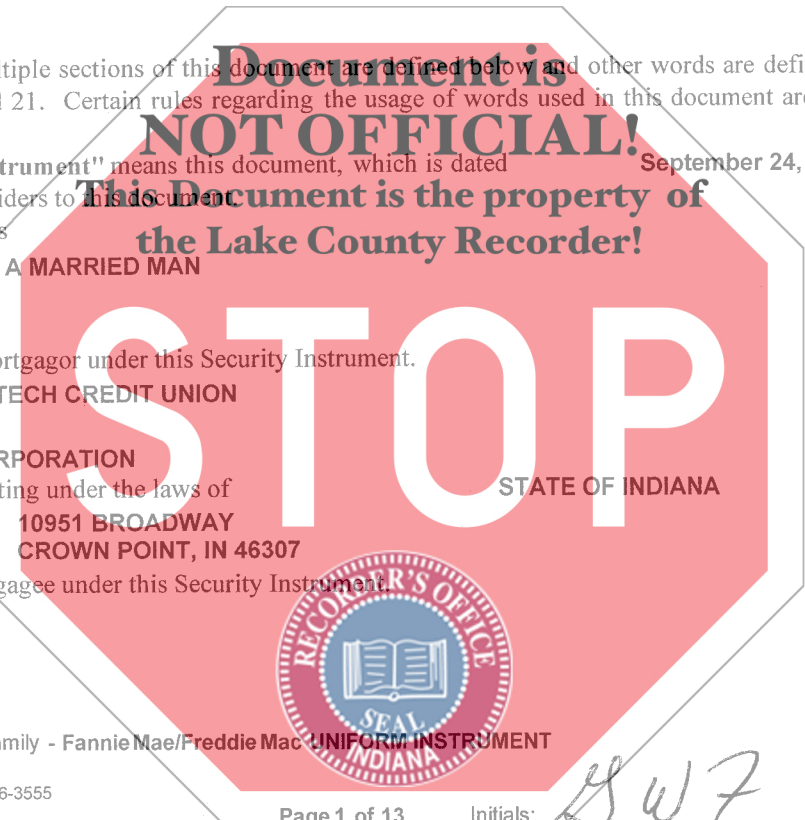 Document is
ltiple sections of this document are defined below and other words are defi
d 21. Certain rules regarding the usage of words used in this document are
NOT OFFICIAL!
trument" means this document, which is dated September 24,
This Document is the property of
iders to this document.
the Lake County Recorder!
s
A MARRIED MAN
STOP
ortgagor under this Security Instrument.
TECH CREDIT UNION
RPORATION
ting under the laws of STATE OF INDIANA
10951 BROADWAY
CROWN POINT, IN 46307
gagee under this Security Instrument.
RECORDER'S OFFICE
SEAL
INDIANA
mily - Fannie Mae/Freddie Mac UNIFORM INSTRUMENT
6-3555
Page 1 of 13 Initials: GWF